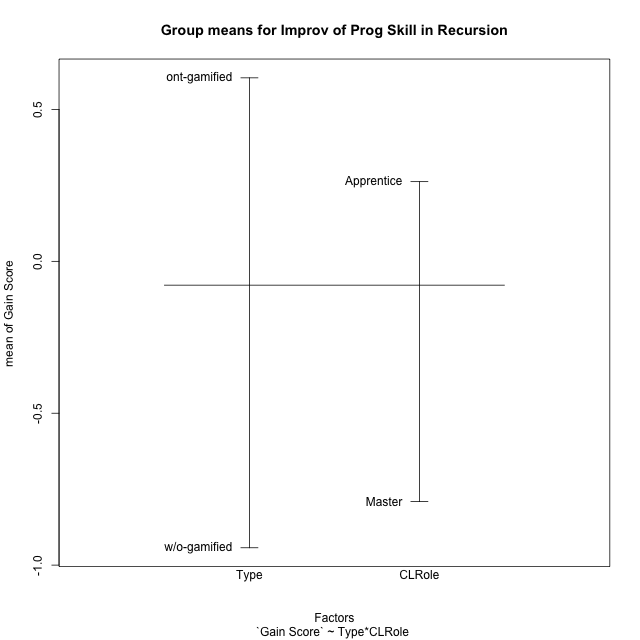 Group means for Improv of Prog Skill in Recursion
mean of Gain Score
0.5
0.0
-0.5
-1.0
ont-gamified
w/o-gamified
Apprentice
Master
Type
CLRole
Factors
`Gain Score` ~ Type*CLRole